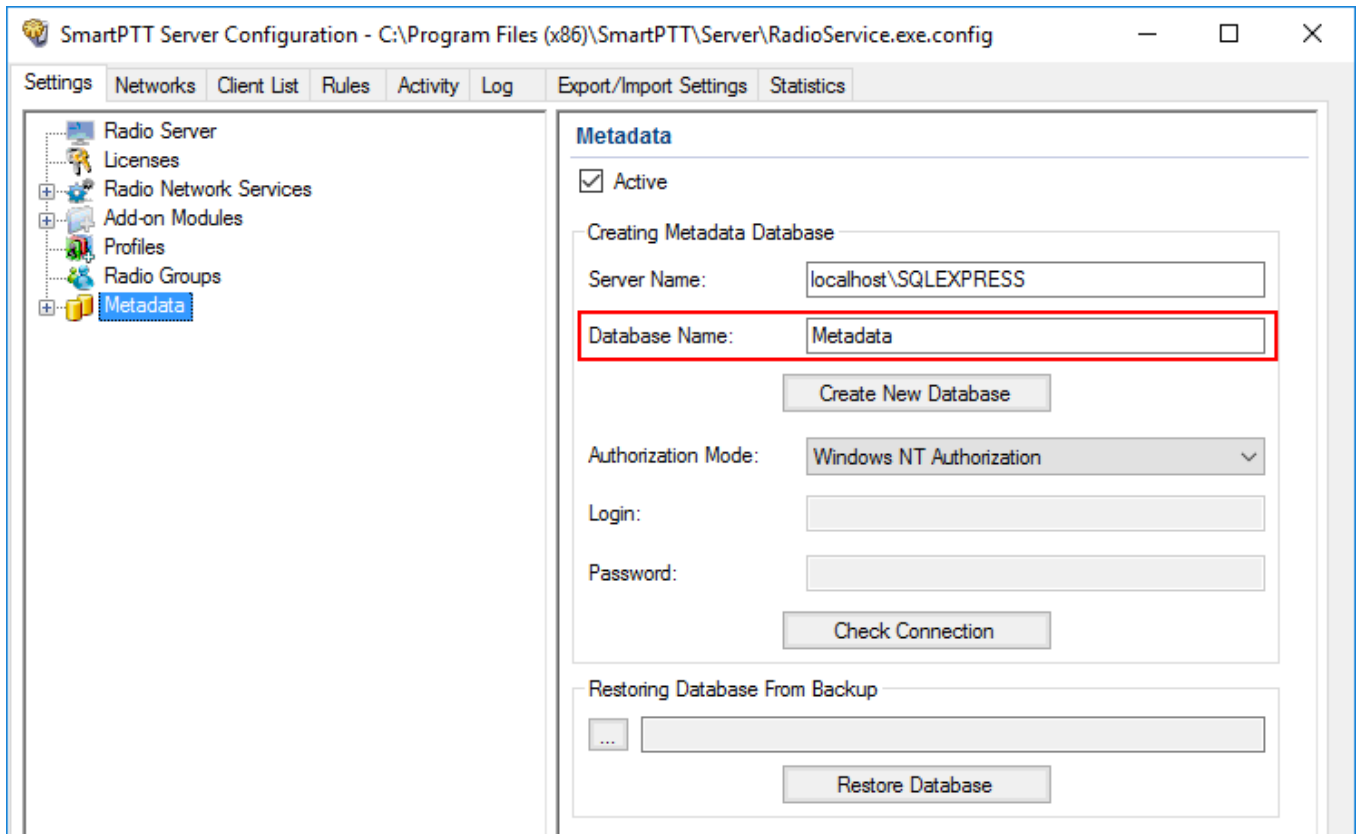 SmartPTT Server Configuration - C:\Program Files (x86)\SmartPTT\Server\RadioService.exe.config
Settings Networks Client List Rules Activity Log Export/Import Settings Statistics
Radio Server
Licenses
Radio Network Services
Add-on Modules
Profiles
Radio Groups
Metadata
Metadata
Active
Creating Metadata Database
Server Name: localhost\SQLEXPRESS
Database Name: Metadata
Create New Database
Authorization Mode: Windows NT Authorization
Login:
Password:
Check Connection
Restoring Database From Backup
...
Restore Database